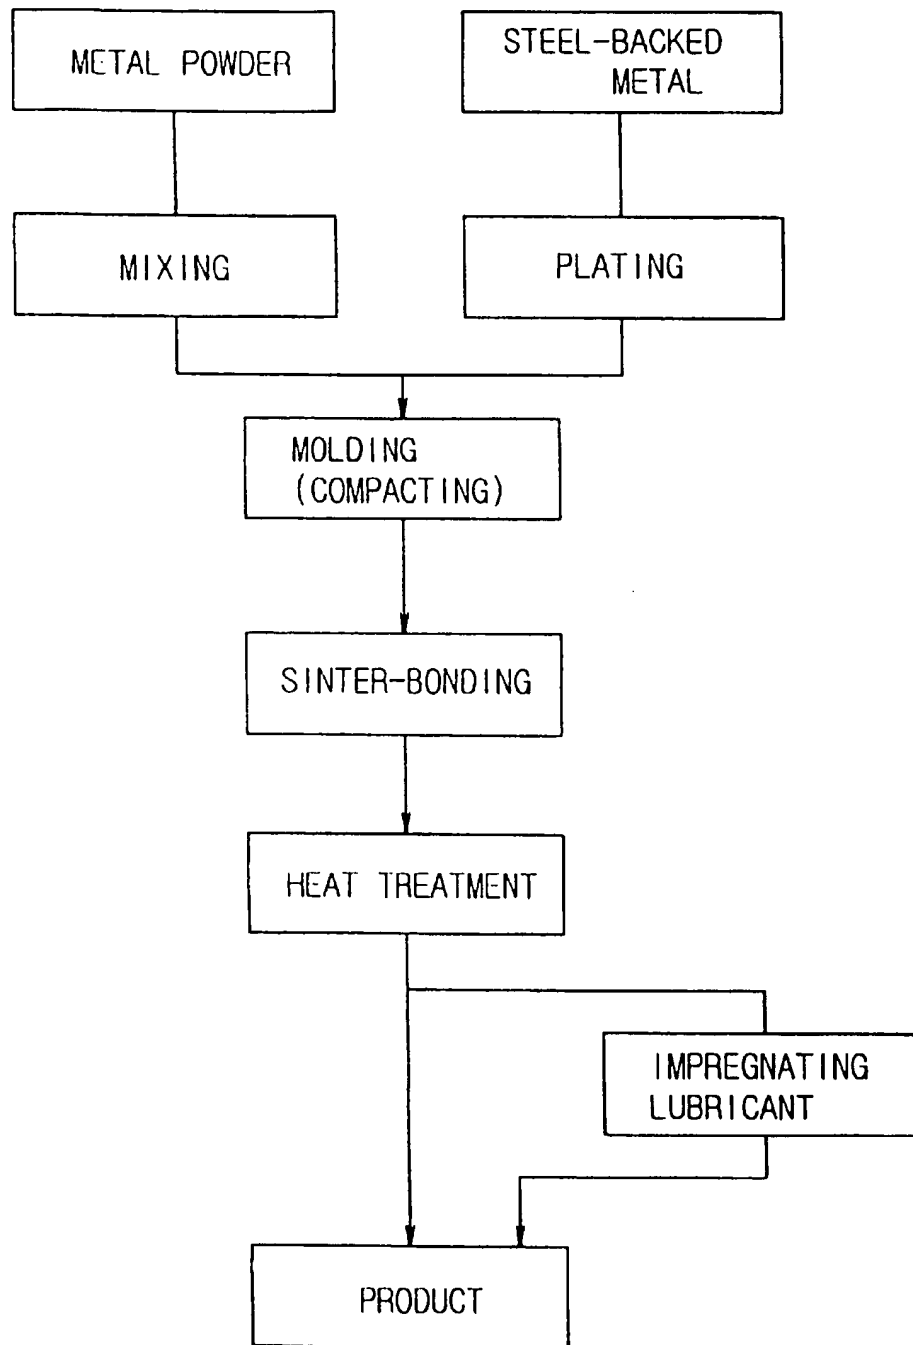 METAL POWDER
STEEL-BACKED
METAL
MIXING
PLATING
MOLDING
(COMPACTING)
SINTER-BONDING
HEAT TREATMENT
IMPREGNATING
LUBRICANT
PRODUCT